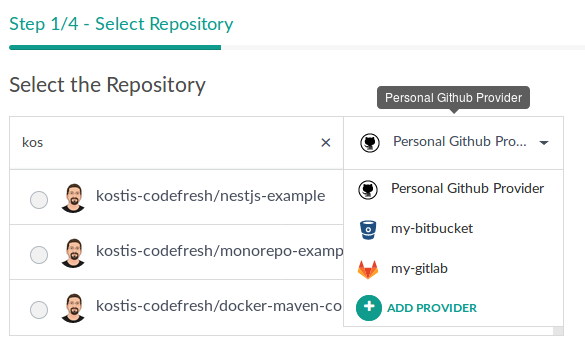 Step 1/4 - Select Repository
Select the Repository
Personal Github Provider
kos
Personal Github Pro...
kostis-codefresh/nestjs-example
Personal Github Provider
my-bitbucket
kostis-codefresh/monorepo-examp
my-gitlab
kostis-codefresh/docker-maven-co
ADD PROVIDER